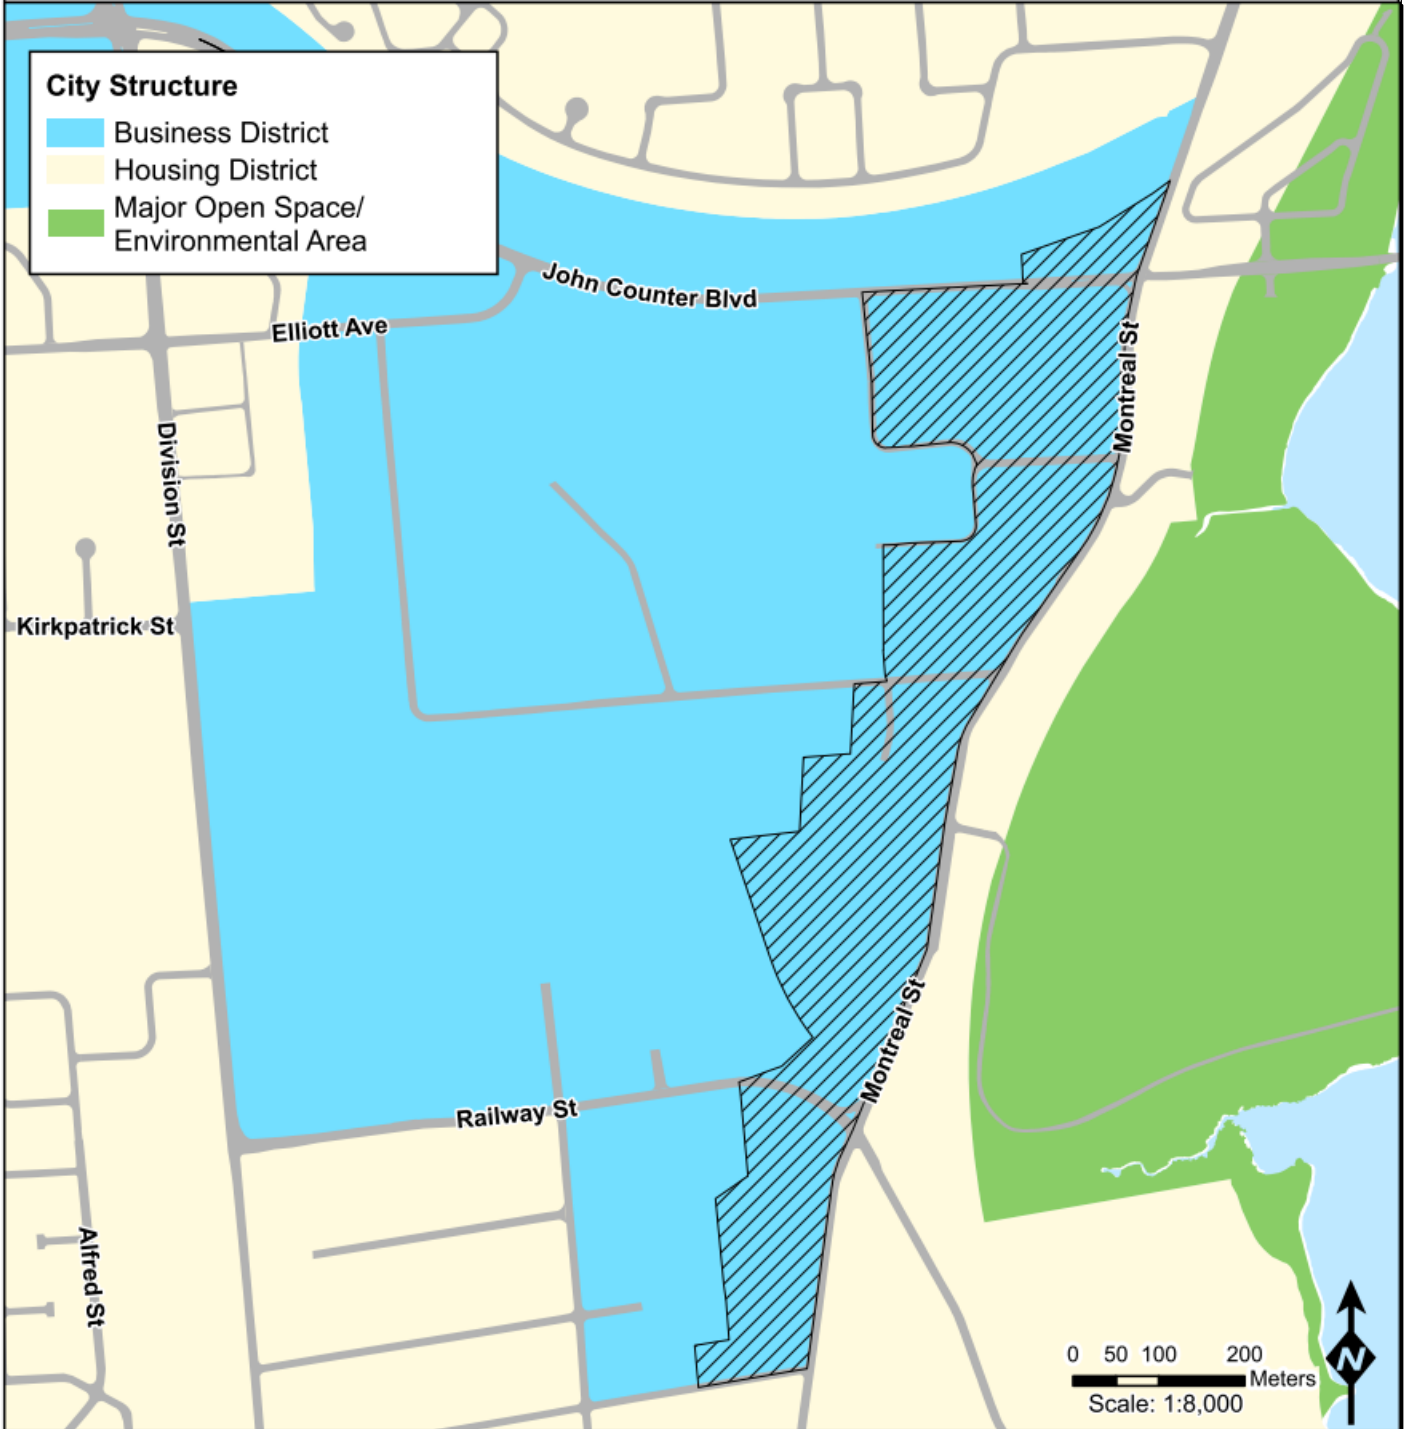 City Structure
Business District
Housing District
Major Open Space/
Environmental Area
John Counter Blvd
Elliott Ave
Montreal St
Division St
Kirkpatrick St
Montreal St
Railway St
Alfred St
0 50 100 200
Meters
Scale: 1:8,000
N